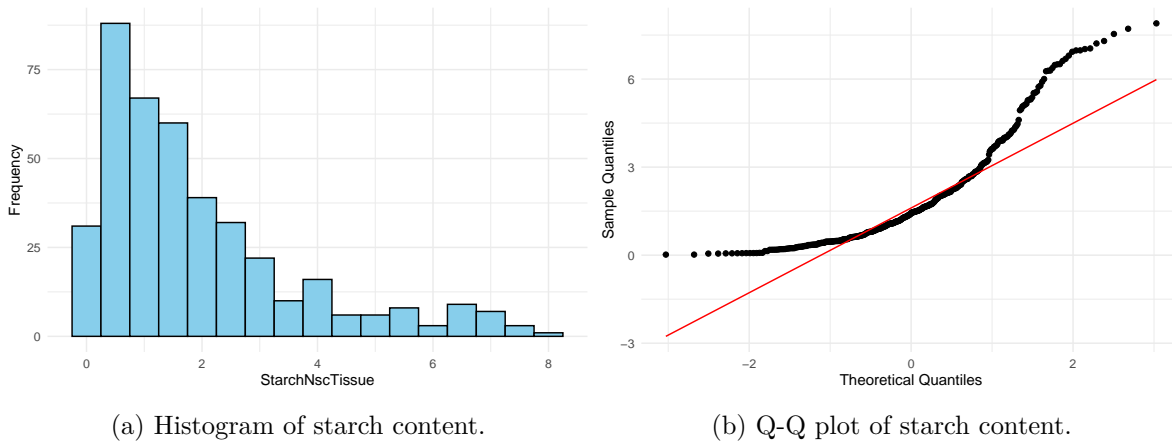 75
50
25
0
Frequency
0 2 4 6 8
StarchNscTissue
(a) Histogram of starch content.
6
3
0
−3
Sample Quantiles
−2 0 2
Theoretical Quantiles
(b) Q-Q plot of starch content.